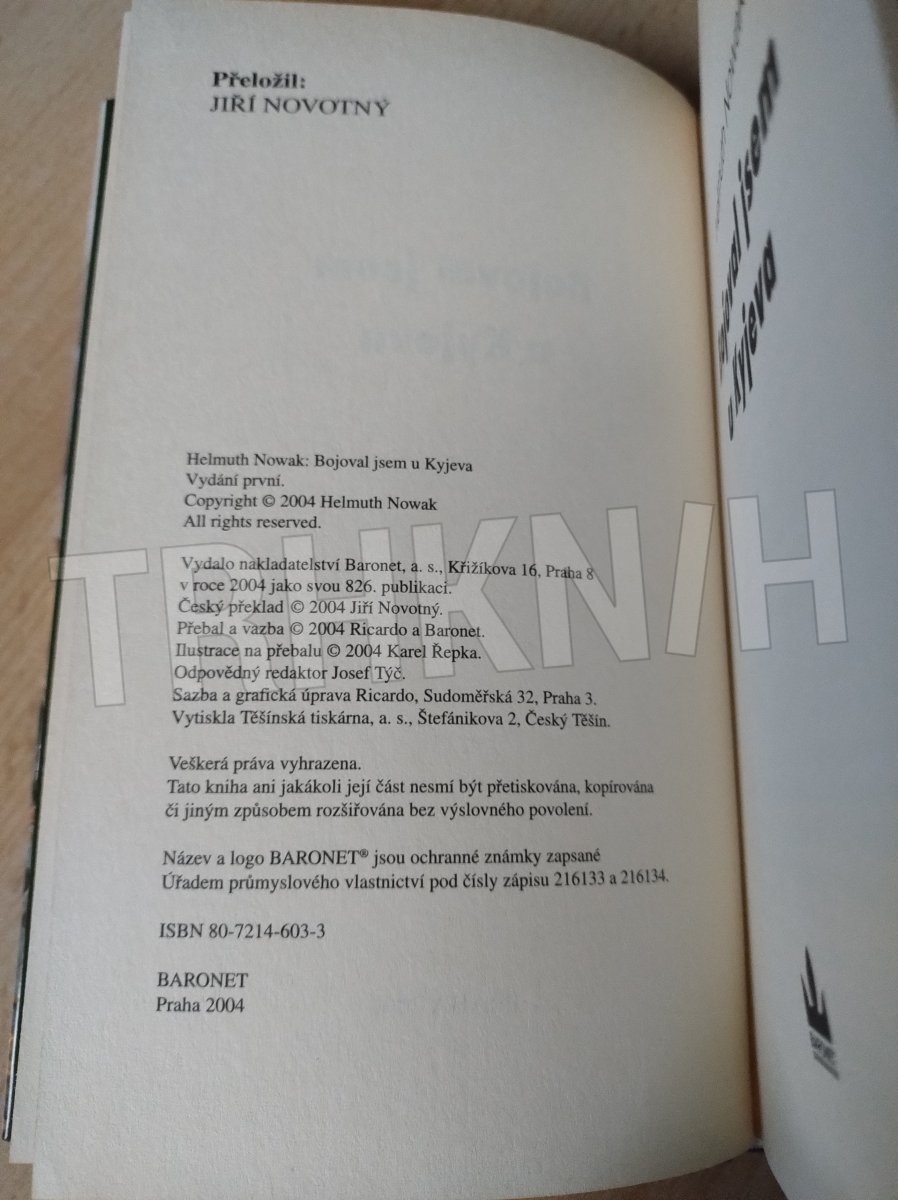 Přeložil:
JIŘÍ NOVOTNÝ
Helmuth Nowak: Bojoval jsem u Kyjeva
Vydání první.
Copyright © 2004 Helmuth Nowak
All rights reserved.
Vydalo nakladatelství Baronet, a. s., Křižíkova 16, Praha 8
v roce 2004 jako svou 826. publikaci.
Český překlad © 2004 Jiří Novotný.
Přebal a vazba © 2004 Ricardo a Baronet.
Ilustrace na přebalu © 2004 Karel Řepka.
Odpovědný redaktor Josef Týč.
Sazba a grafická úprava Ricardo, Sudoměřská 32, Praha 3.
Vytiskla Těšínská tiskárna, a. s., Štefánikova 2, Český Těšín.
Veškerá práva vyhrazena.
Tato kniha ani jakákoli její část nesmí být přetiskována, kopírována
či jiným způsobem rozšiřována bez výslovného povolení.
Název a logo BARONET® jsou ochranné známky zapsané
Úřadem průmyslového vlastnictví pod čísly zápisu 216133 a 216134.
ISBN 80-7214-603-3
BARONET
Praha 2004
jsem
u Kyjeva
TRHKNIH